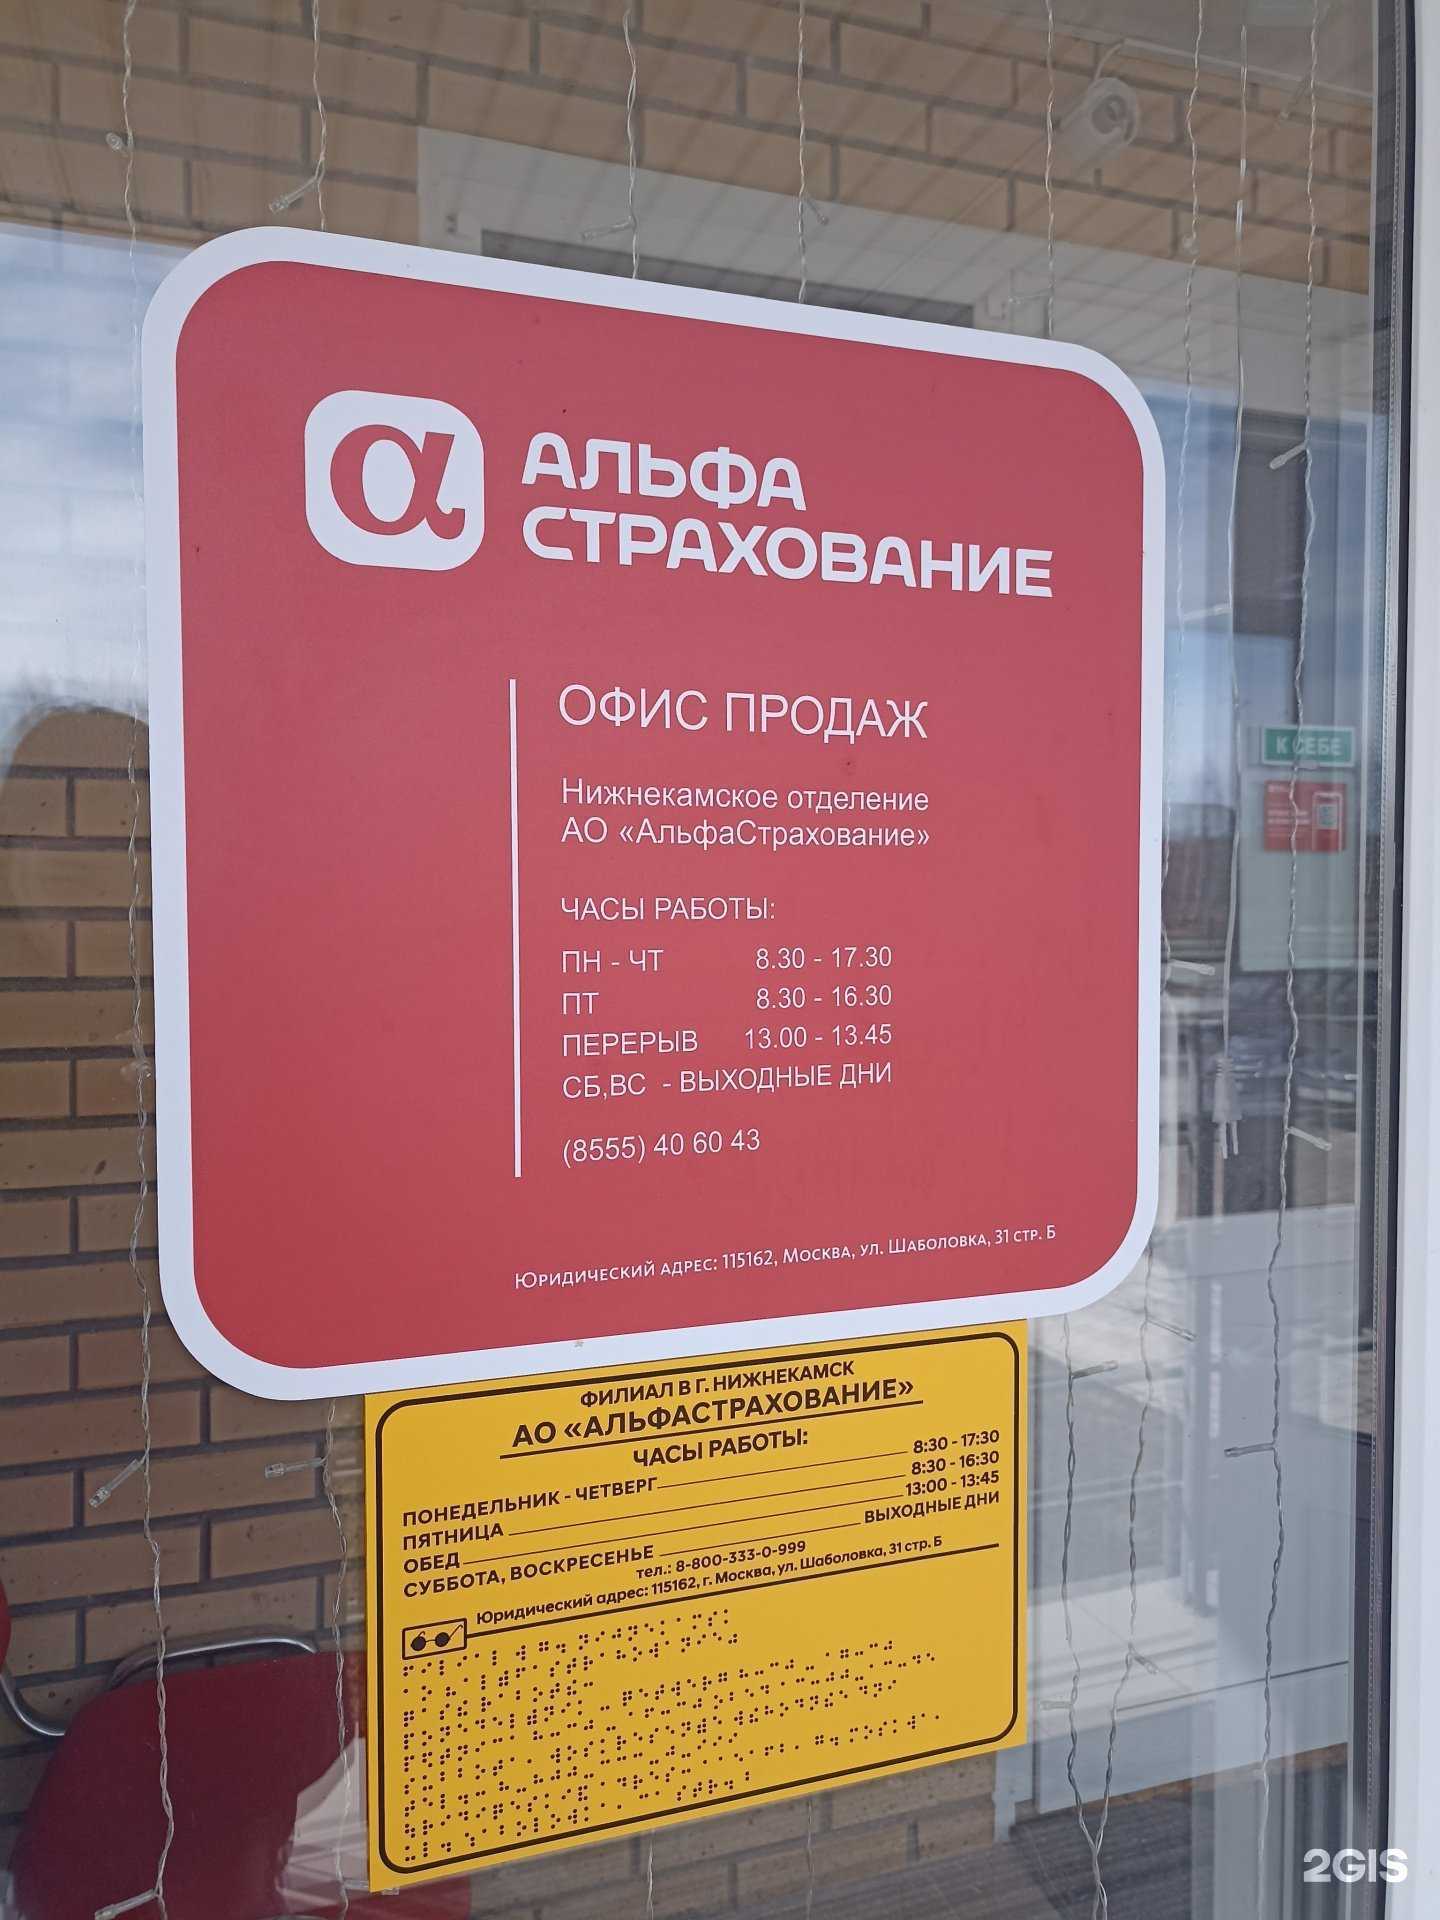 α АЛЬФА
СТРАХОВАНИЕ
ОФИС ПРОДАЖ
Нижнекамское отделение
АО «АльфаСтрахование»
ЧАСЫ РАБОТЫ:
ПН - ЧТ 8.30 - 17.30
ПТ 8.30 - 16.30
ПЕРЕРЫВ 13.00 - 13.45
СБ,ВС - ВЫХОДНЫЕ ДНИ
(8555) 40 60 43
Юридический адрес: 115162, Москва, ул. Шаболовка, 31 стр. Б
К СЕБЕ
ФИЛИАЛ В Г. НИЖНЕКАМСК
АО «АЛЬФАСТРАХОВАНИЕ»
ЧАСЫ РАБОТЫ:
ПОНЕДЕЛЬНИК - ЧЕТВЕРГ 8:30 - 17:30
ПЯТНИЦА 8:30 - 16:30
ОБЕД 13:00 - 13:45
СУББОТА, ВОСКРЕСЕНЬЕ ВЫХОДНЫЕ ДНИ
тел.: 8-800-333-0-999
Юридический адрес: 115162, г. Москва, ул. Шаболовка, 31 стр. Б
2GIS